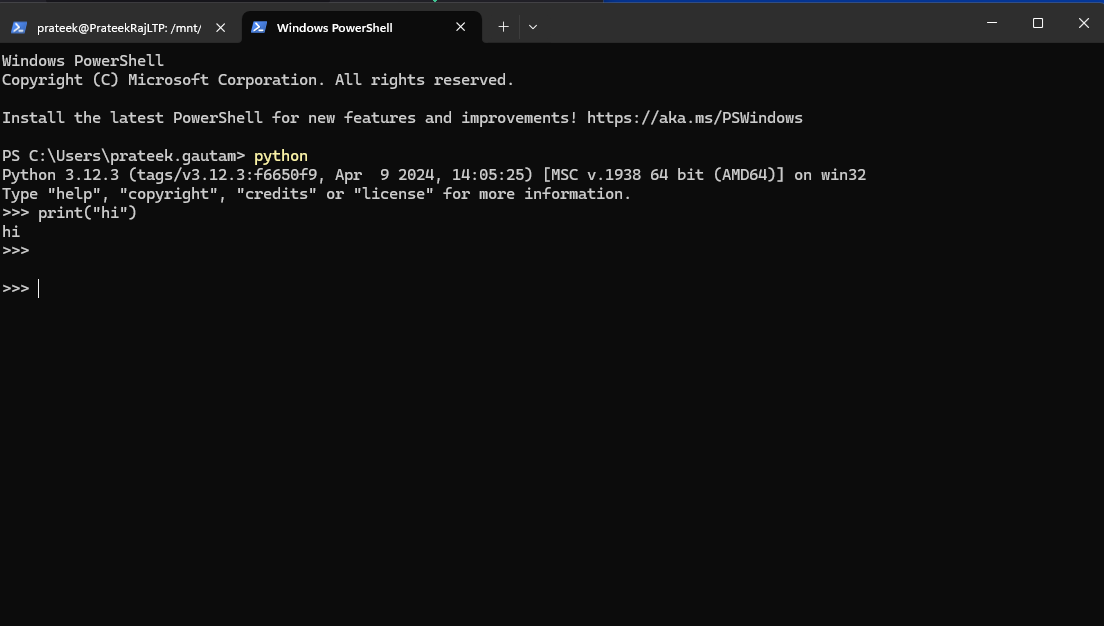 prateek@PrateekRajLTP: /mnt/
Windows PowerShell
Windows PowerShell
Copyright (C) Microsoft Corporation. All rights reserved.
Install the latest PowerShell for new features and improvements! https://aka.ms/PSWindows
PS C:\Users\prateek.gautam> python
Python 3.12.3 (tags/v3.12.3:f6650f9, Apr  9 2024, 14:05:25) [MSC v.1938 64 bit (AMD64)] on win32
Type "help", "copyright", "credits" or "license" for more information.
>>> print("hi")
hi
>>>
>>>